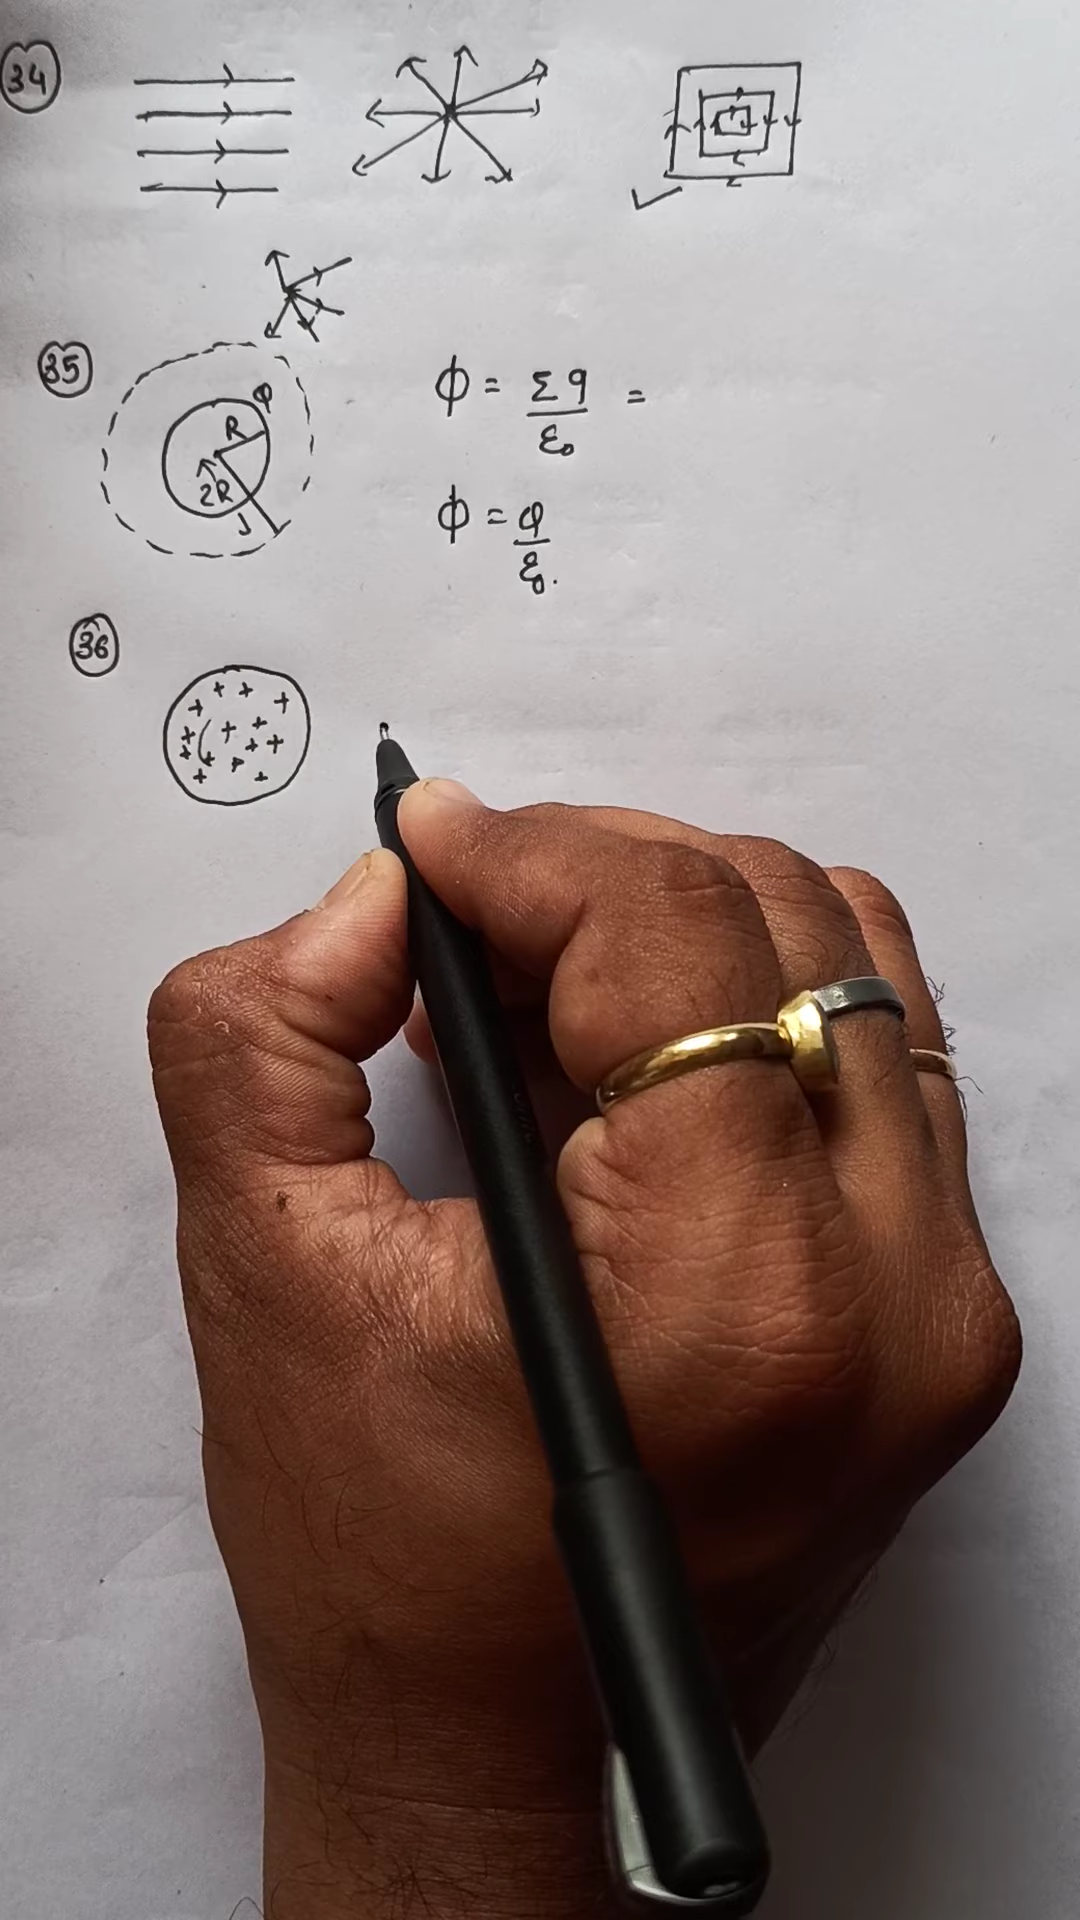 34
35
Q
R
2R
ϕ = Σq / ε₀ =
ϕ = Q / ε₀.
36
+ + + + + + + + + + + + + +